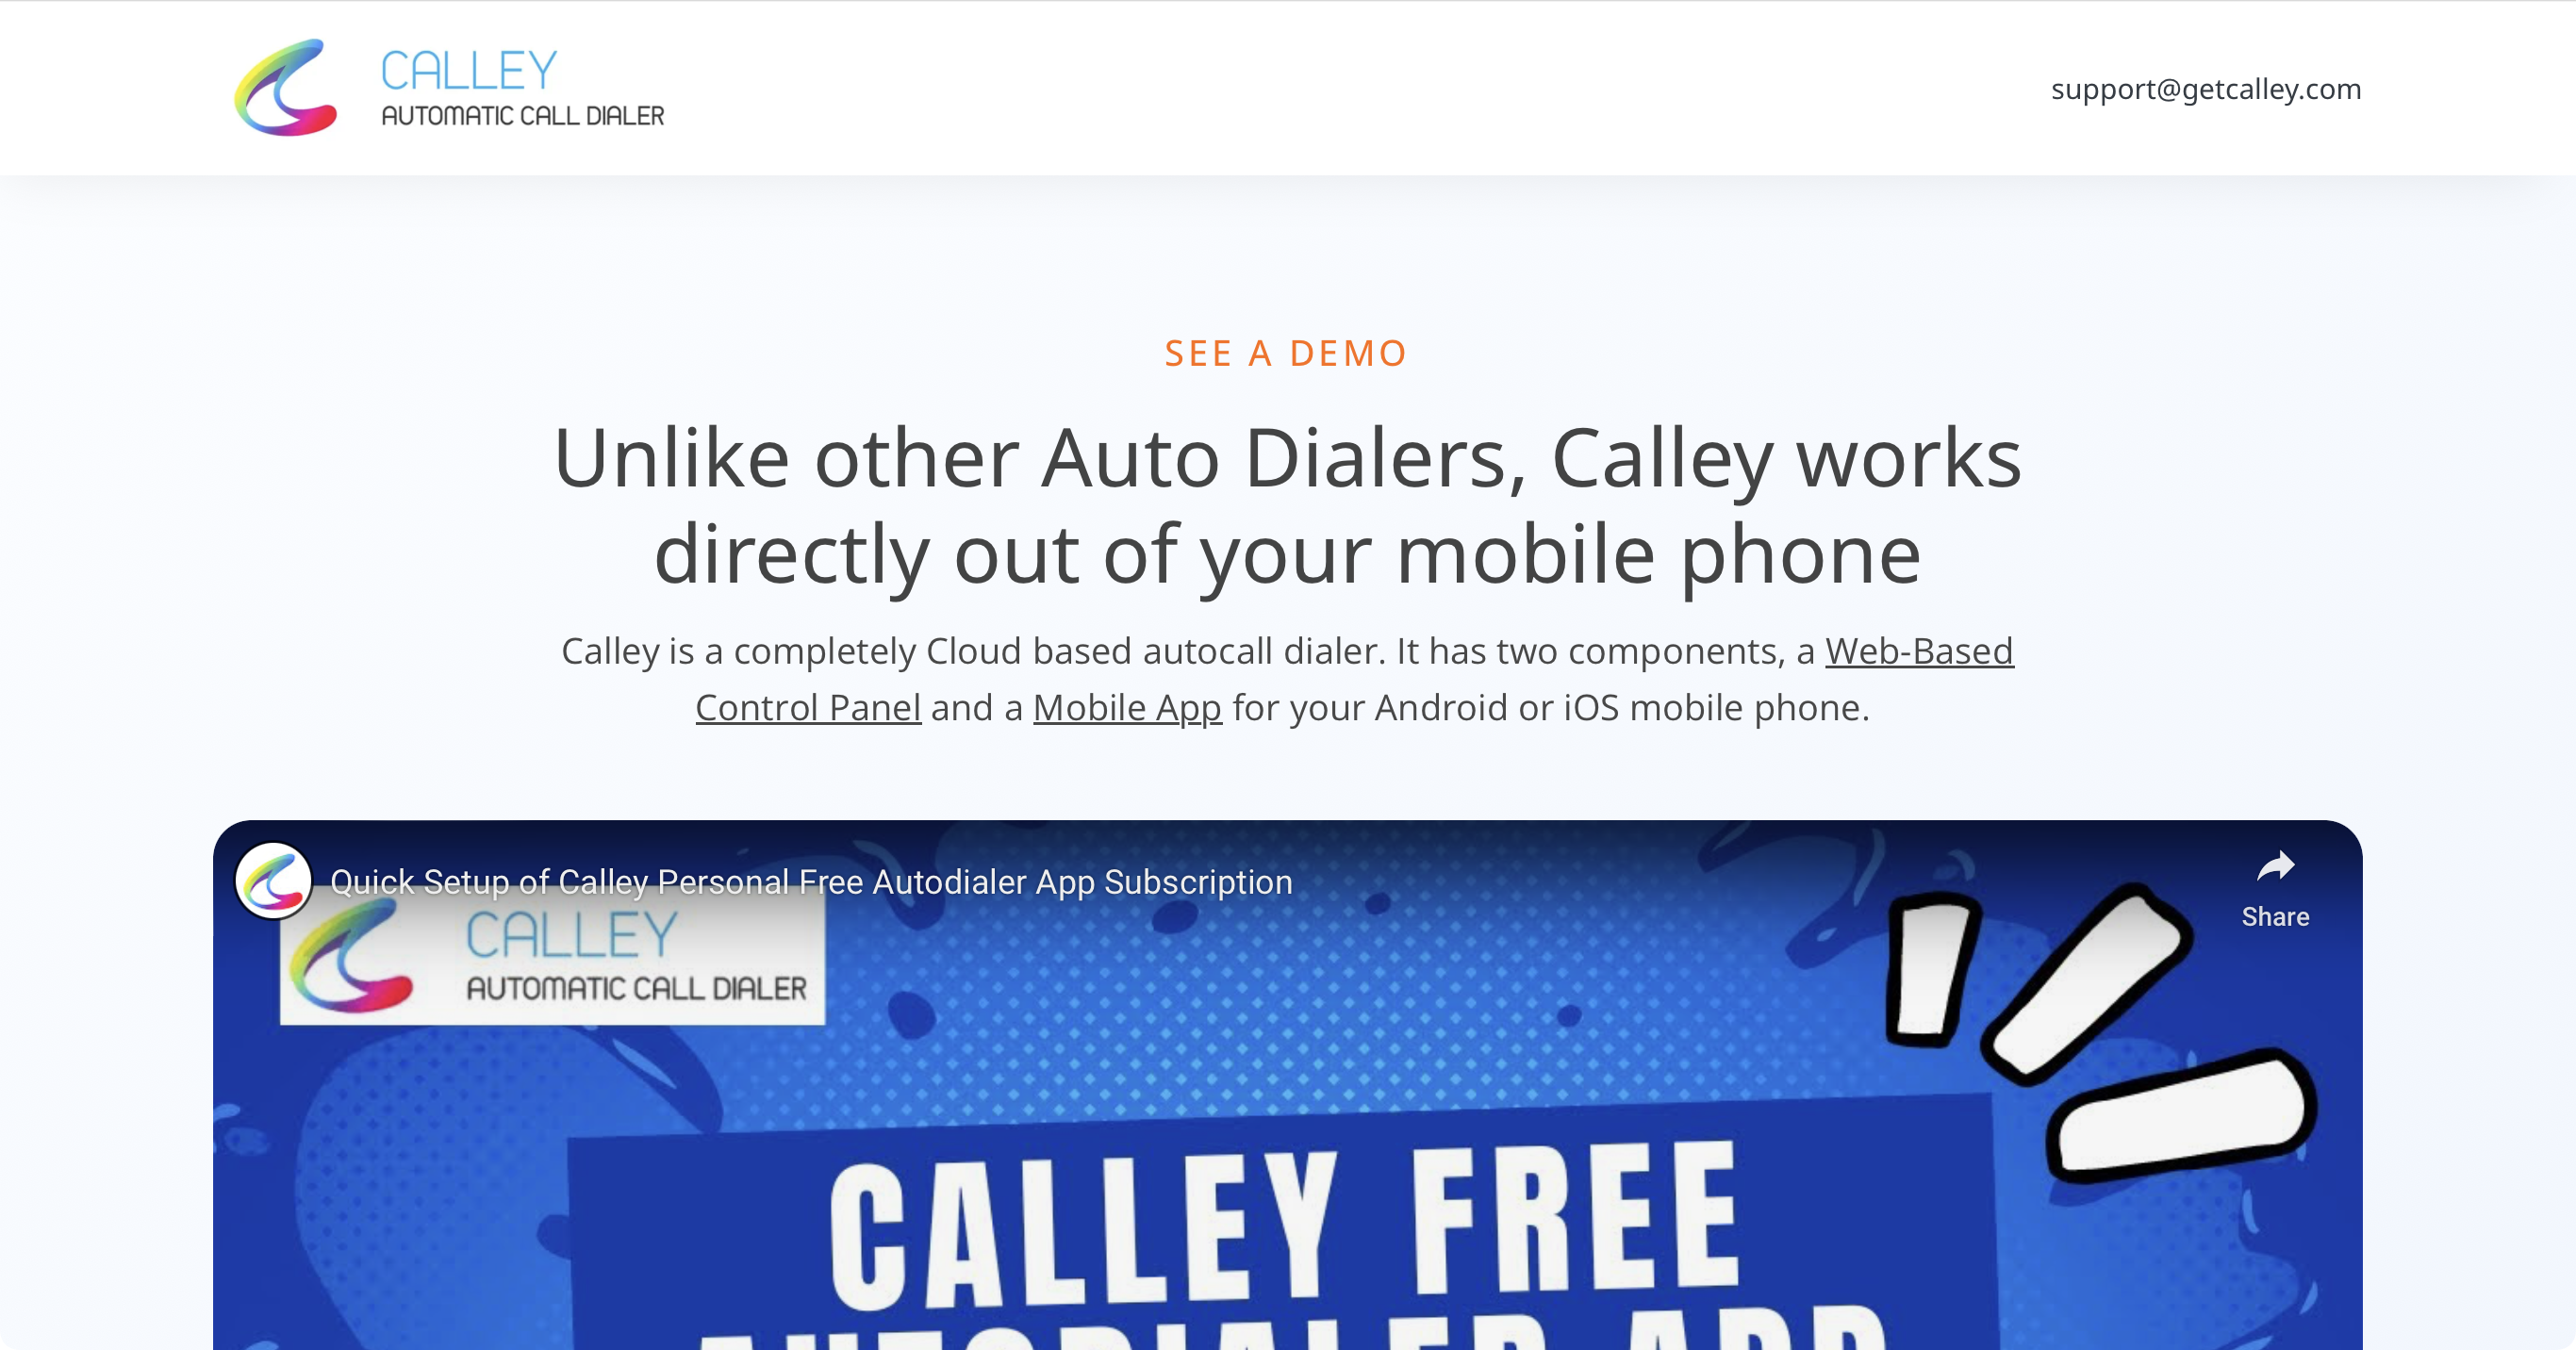 CALLEY
AUTOMATIC CALL DIALER
support@getcalley.com
SEE A DEMO
Unlike other Auto Dialers, Calley works
directly out of your mobile phone
Calley is a completely Cloud based autocall dialer. It has two components, a Web-Based
Control Panel and a Mobile App for your Android or iOS mobile phone.
Quick Setup of Calley Personal Free Autodialer App Subscription
Share
CALLEY
AUTOMATIC CALL DIALER
CALLEY FREE
AUTODIALER APP